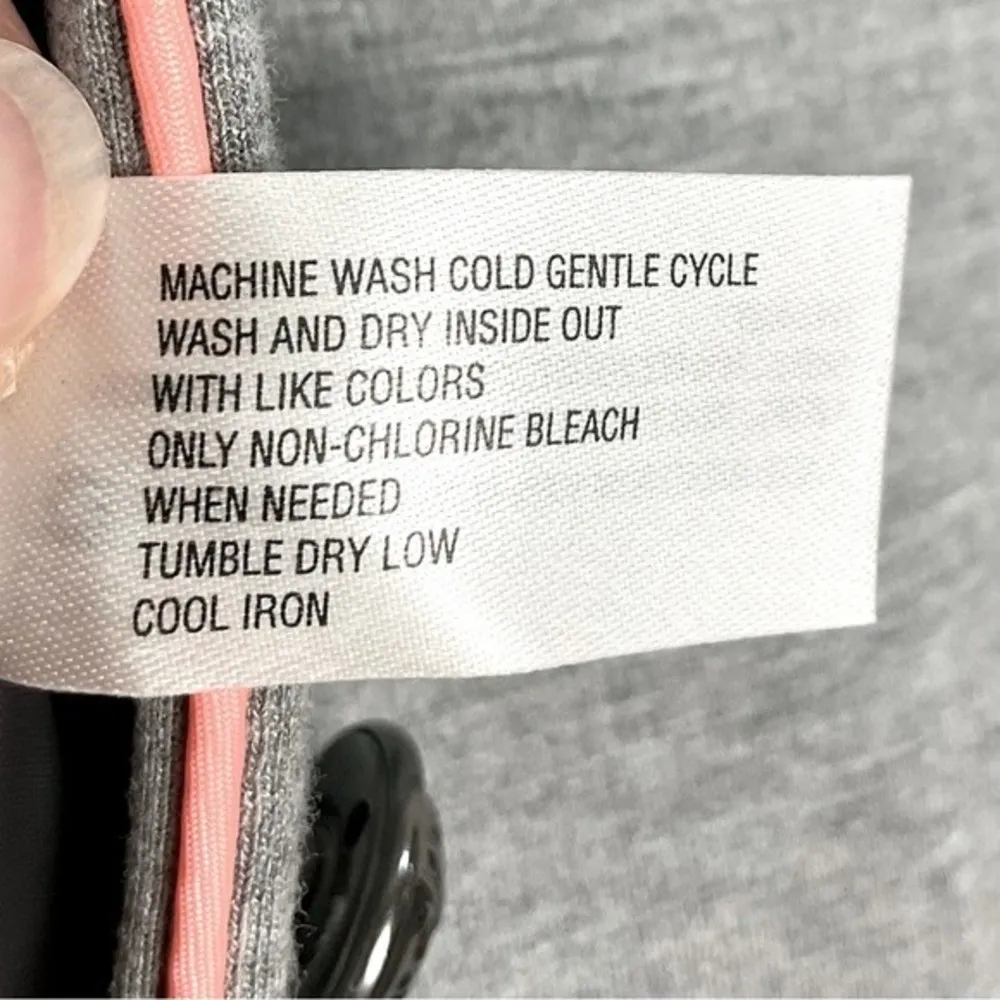 MACHINE WASH COLD GENTLE CYCLE
WASH AND DRY INSIDE OUT
WITH LIKE COLORS
ONLY NON-CHLORINE BLEACH
WHEN NEEDED
TUMBLE DRY LOW
COOL IRON